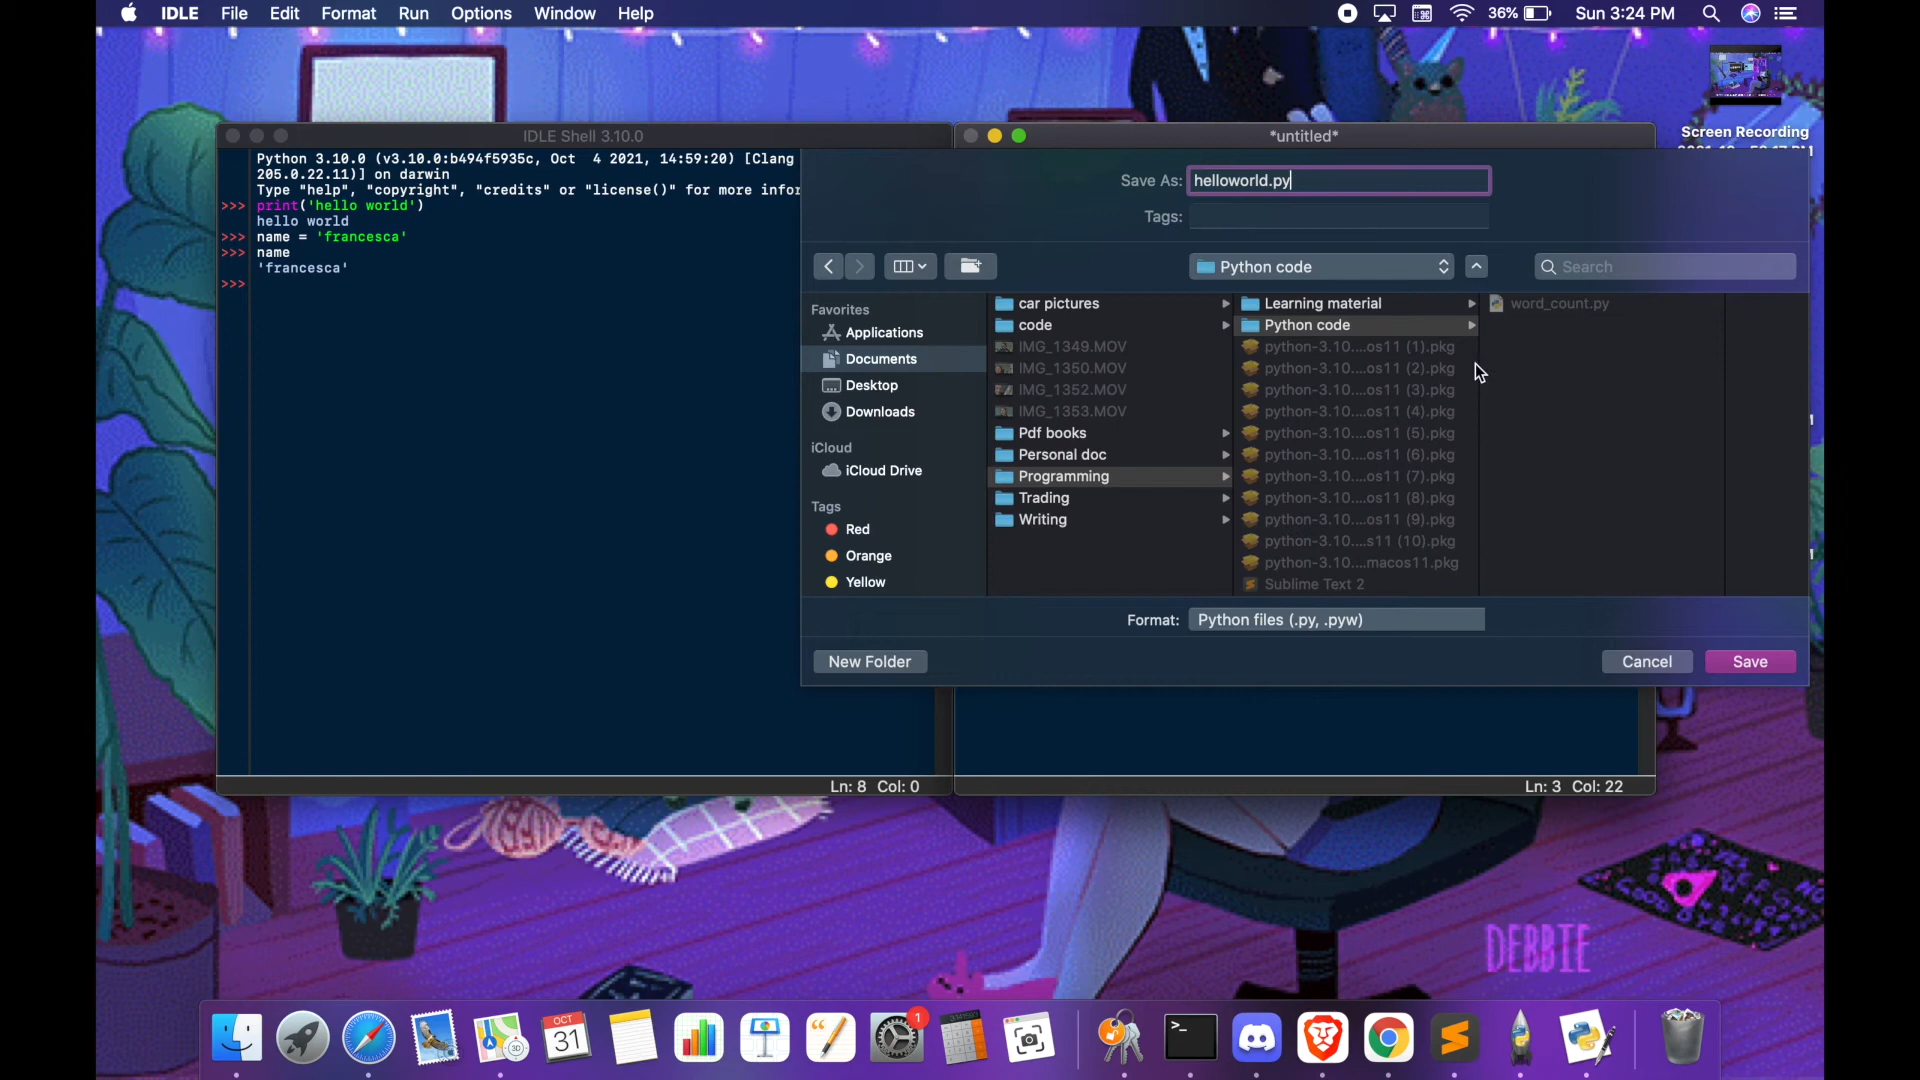 IDLE File Edit Format Run Options Window Help
36% Sun 3:24 PM
Screen Recording
IDLE Shell 3.10.0
*untitled*
Python 3.10.0 (v3.10.0:b494f5935c, Oct 4 2021, 14:59:20) [Clang
205.0.22.11)] on darwin
Type "help", "copyright", "credits" or "license()" for more infor
>>> print('hello world')
hello world
>>> name = 'francesca'
>>> name
'francesca'
>>>
Ln: 8 Col: 0
Save As: helloworld.py
Tags:
Python code
Search
Favorites
Applications
Documents
Desktop
Downloads
iCloud
iCloud Drive
Tags
Red
Orange
Yellow
car pictures
code
IMG_1349.MOV
IMG_1350.MOV
IMG_1352.MOV
IMG_1353.MOV
Pdf books
Personal doc
Programming
Trading
Writing
Learning material
Python code
python-3.10....os11 (1).pkg
python-3.10....os11 (2).pkg
python-3.10....os11 (3).pkg
python-3.10....os11 (4).pkg
python-3.10....os11 (5).pkg
python-3.10....os11 (6).pkg
python-3.10....os11 (7).pkg
python-3.10....os11 (8).pkg
python-3.10....os11 (9).pkg
python-3.10....s11 (10).pkg
python-3.10....macos11.pkg
Sublime Text 2
word_count.py
Format: Python files (.py, .pyw)
New Folder
Cancel
Save
Ln: 3 Col: 22
DEBBIE
3D
OCT
31
1
>_